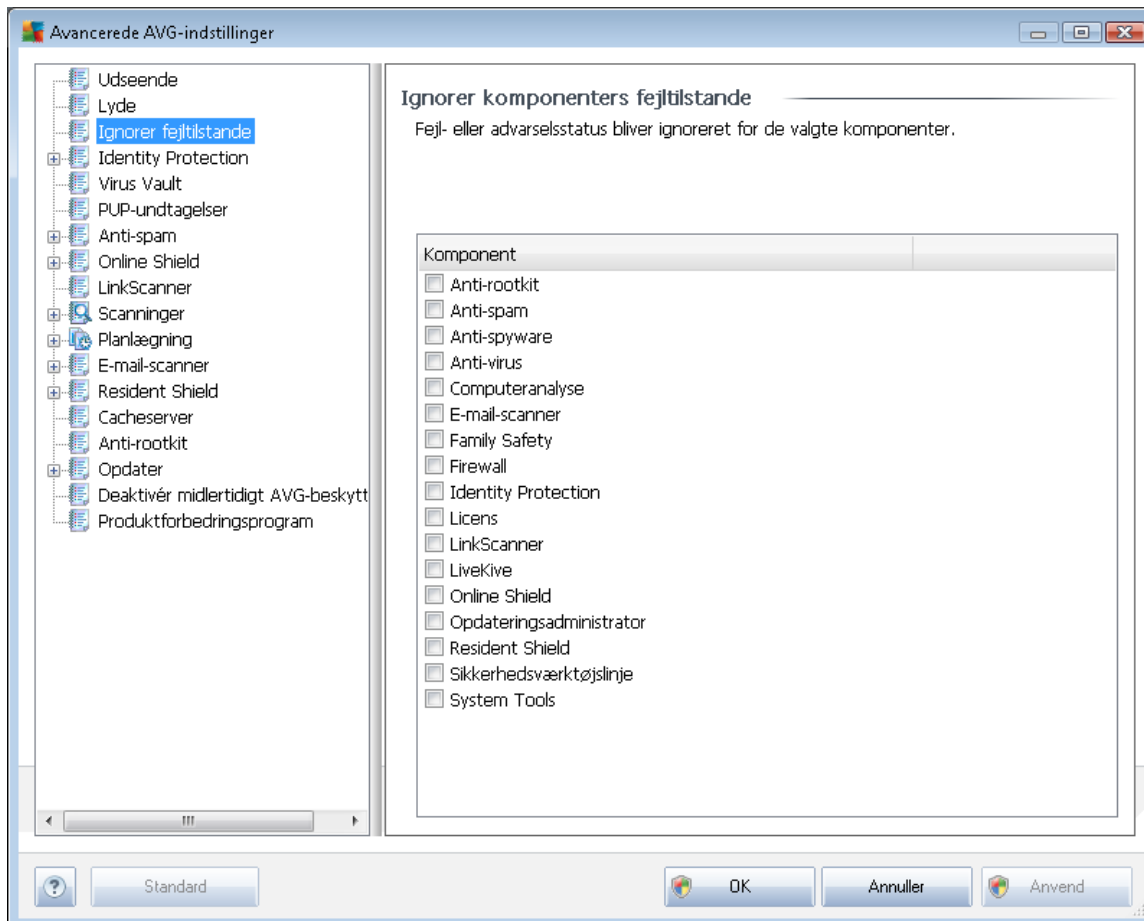 Avancerede AVG-indstillinger
Udseende
Lyde
Ignorer fejltilstande
Identity Protection
Virus Vault
PUP-undtagelser
Anti-spam
Online Shield
LinkScanner
Scanninger
Planlægning
E-mail-scanner
Resident Shield
Cacheserver
Anti-rootkit
Opdater
Deaktivér midlertidigt AVG-beskytt
Produktforbedringsprogram
Ignorer komponenters fejltilstande
Fejl- eller advarselsstatus bliver ignoreret for de valgte komponenter.
Komponent
Anti-rootkit
Anti-spam
Anti-spyware
Anti-virus
Computeranalyse
E-mail-scanner
Family Safety
Firewall
Identity Protection
Licens
LinkScanner
LiveKive
Online Shield
Opdateringsadministrator
Resident Shield
Sikkerhedsværktøjslinje
System Tools
? Standard OK Annuller Anvend